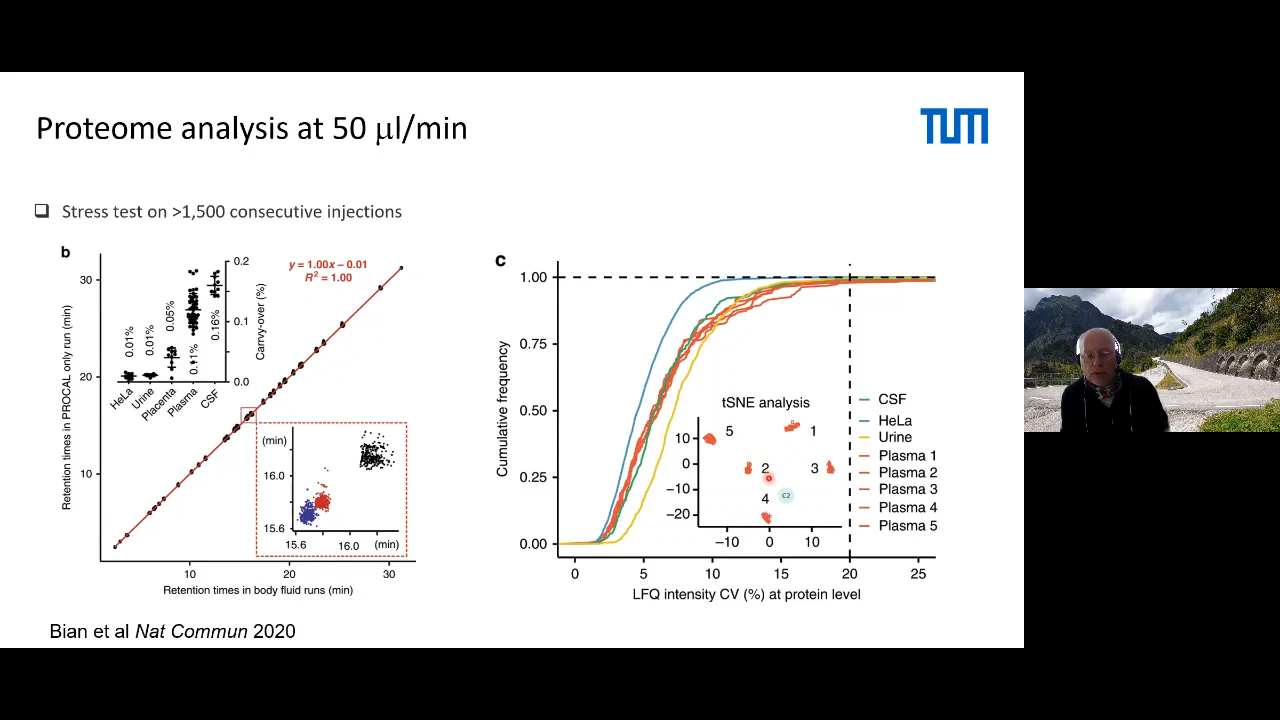 Proteome analysis at 50 μl/min
TUM
❑ Stress test on >1,500 consecutive injections
b
Retention times in PROCAL only run (min)
30
20
10
10
20
30
Retention times in body fluid runs (min)
y = 1.00x – 0.01
R² = 1.00
0.2
0.1
0.0
Carryy-over (%)
0.01%
0.01%
0.05%
0.11%
0.16%
HeLa
Urine
Placenta
Plasma
CSF
(min)
16.0
15.6
15.6
16.0
(min)
c
Cumulative frequency
1.00
0.75
0.50
0.25
0.00
0
5
10
15
20
25
LFQ intensity CV (%) at protein level
tSNE analysis
10
0
−10
−20
−10
0
10
5
1
2
3
4
C2
CSF
HeLa
Urine
Plasma 1
Plasma 2
Plasma 3
Plasma 4
Plasma 5
Bian et al Nat Commun 2020